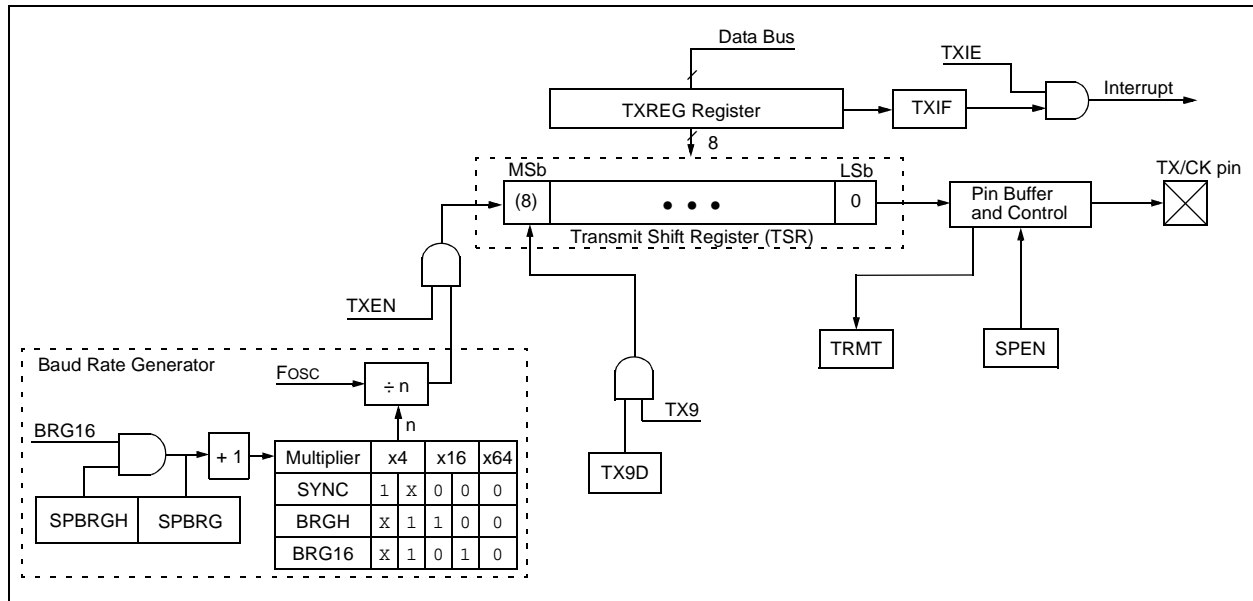 Data Bus
TXIE
Interrupt
TXREG Register
TXIF
8
MSb
LSb
TX/CK pin
(8)
• • •
0
Pin Buffer
and Control
Transmit Shift Register (TSR)
TXEN
TRMT
SPEN
Baud Rate Generator
FOSC
÷ n
n
TX9
TX9D
BRG16
+ 1
SPBRGH SPBRG
Multiplier x4 x16 x64
SYNC 1 X 0 0 0
BRGH X 1 1 0 0
BRG16 X 1 0 1 0